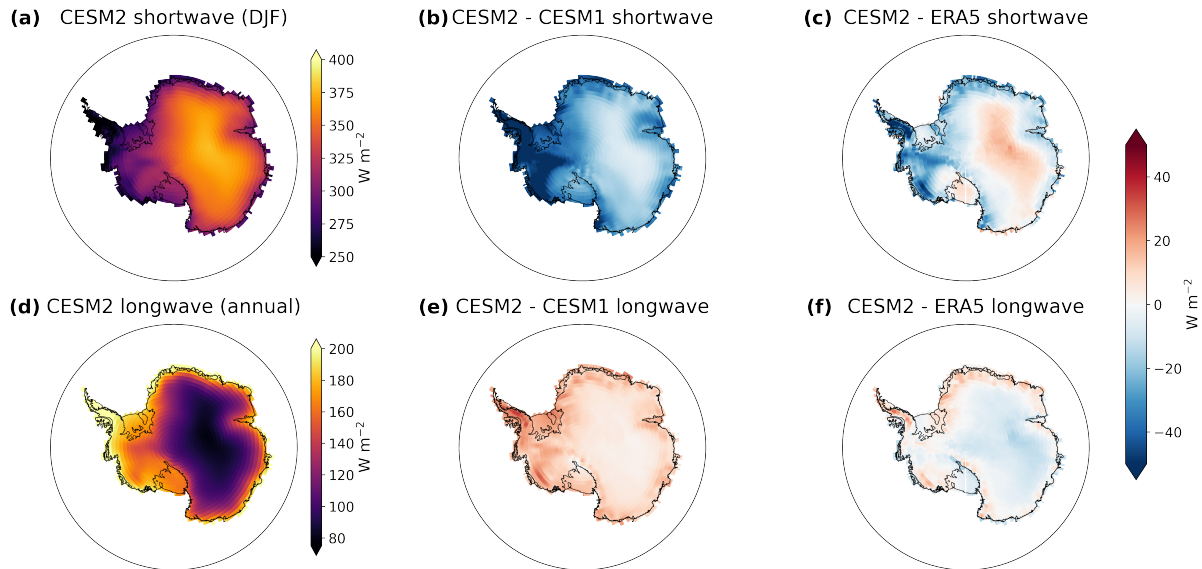 (a) CESM2 shortwave (DJF)
400
375
350
325
300
275
250
W m⁻²
(b) CESM2 - CESM1 shortwave
(c) CESM2 - ERA5 shortwave
40
20
0
−20
−40
W m⁻²
(d) CESM2 longwave (annual)
200
180
160
140
120
100
80
W m⁻²
(e) CESM2 - CESM1 longwave
(f) CESM2 - ERA5 longwave